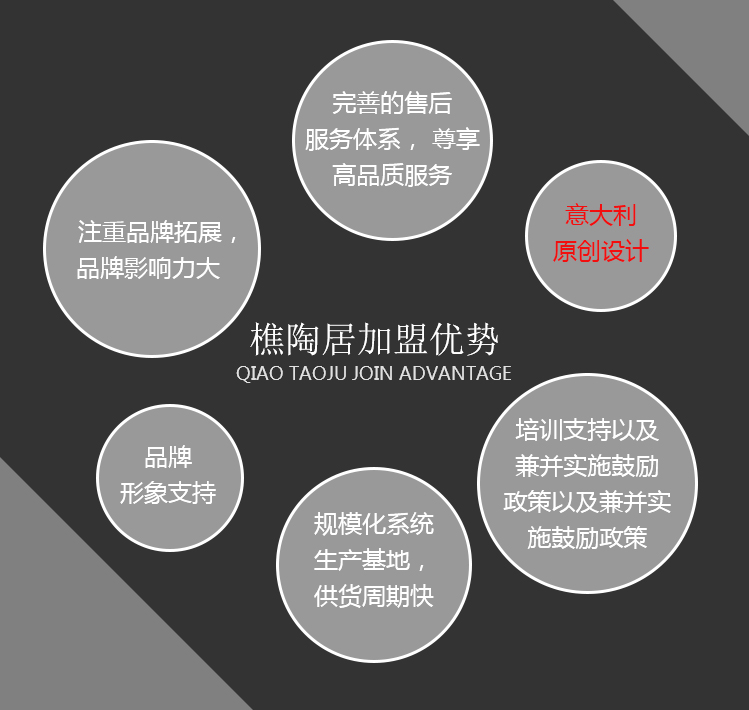 完善的售后
服务体系， 尊享
高品质服务
意大利
原创设计
注重品牌拓展，
品牌影响力大
樵陶居加盟优势
QIAO TAOJU JOIN ADVANTAGE
培训支持以及
兼并实施鼓励
政策以及兼并实
施鼓励政策
品牌
形象支持
规模化系统
生产基地，
供货周期快